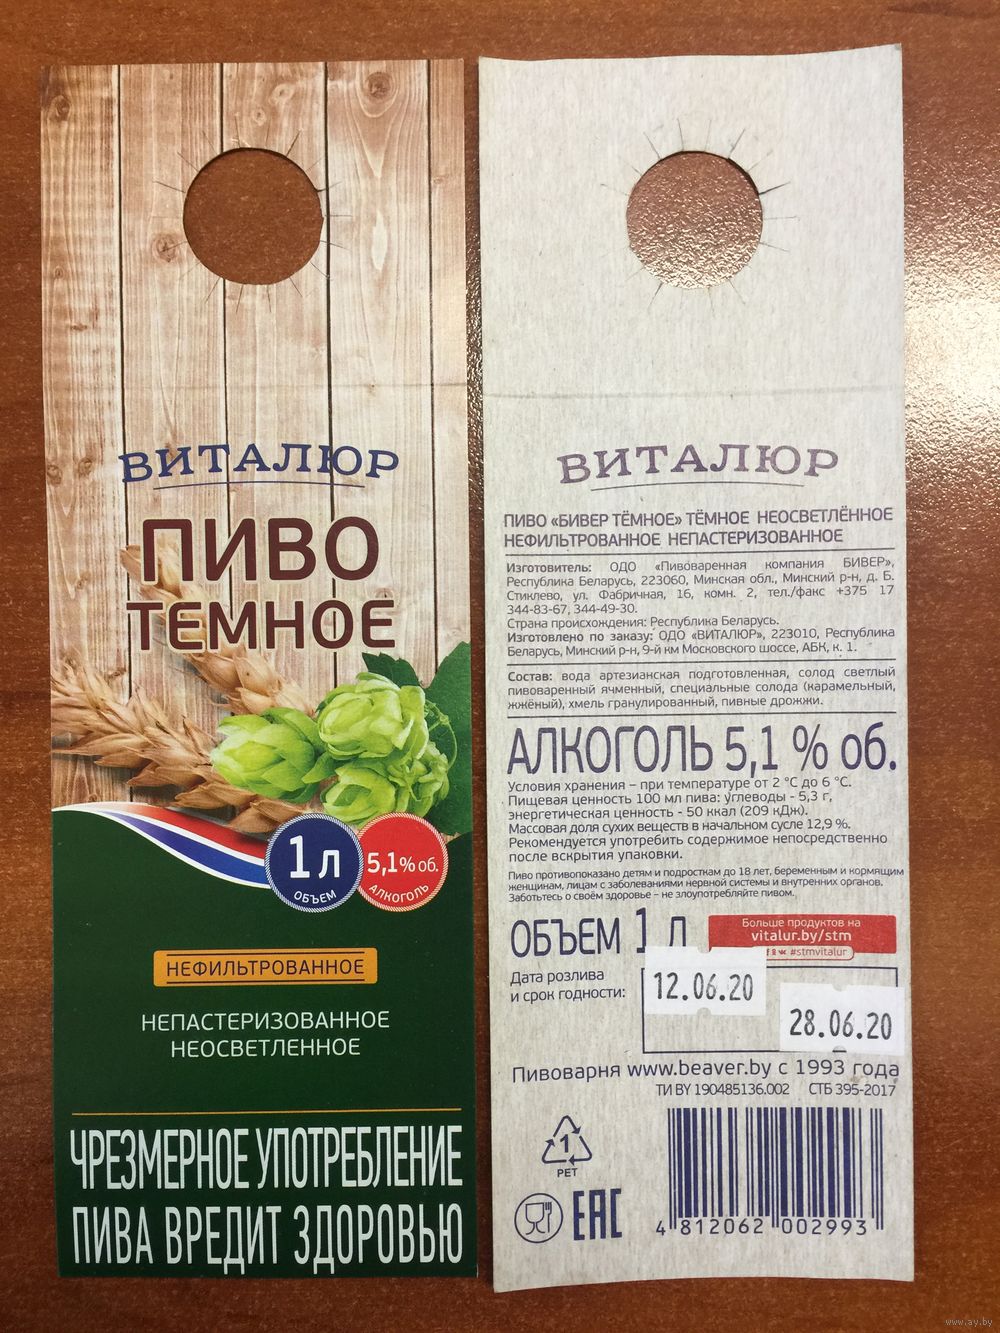 ВИТАЛЮР
ПИВО
ТЕМНОЕ
1 л
ОБЪЕМ
5,1% об.
АЛКОГОЛЬ
НЕФИЛЬТРОВАННОЕ
НЕПАСТЕРИЗОВАННОЕ
НЕОСВЕТЛЕННОЕ
ЧРЕЗМЕРНОЕ УПОТРЕБЛЕНИЕ
ПИВА ВРЕДИТ ЗДОРОВЬЮ
ВИТАЛЮР
ПИВО «БИВЕР ТЁМНОЕ» ТЁМНОЕ НЕОСВЕТЛЁННОЕ
НЕФИЛЬТРОВАННОЕ НЕПАСТЕРИЗОВАННОЕ
Изготовитель: ОДО «Пивоваренная компания БИВЕР»,
Республика Беларусь, 223060, Минская обл., Минский р-н, д. Б.
Стиклево, ул. Фабричная, 16, комн. 2, тел./факс +375 17
344-83-67, 344-49-30.
Страна происхождения: Республика Беларусь.
Изготовлено по заказу: ОДО «ВИТАЛЮР», 223010, Республика
Беларусь, Минский р-н, 9-й км Московского шоссе, АБК, к. 1.
Состав: вода артезианская подготовленная, солод светлый
пивоваренный ячменный, специальные солода (карамельный,
жжёный), хмель гранулированный, пивные дрожжи.
АЛКОГОЛЬ 5,1 % об.
Условия хранения – при температуре от 2 °С до 6 °С.
Пищевая ценность 100 мл пива: углеводы - 5,3 г,
энергетическая ценность - 50 ккал (209 кДж).
Массовая доля сухих веществ в начальном сусле 12,9 %.
Рекомендуется употребить содержимое непосредственно
после вскрытия упаковки.
Пиво противопоказано детям и подросткам до 18 лет, беременным и кормящим
женщинам, лицам с заболеваниями нервной системы и внутренних органов.
Заботьтесь о своём здоровье – не злоупотребляйте пивом.
ОБЪЕМ 1 л
Больше продуктов на
vitalur.by/stm
#stmvitalur
Дата розлива
и срок годности:
12.06.20
28.06.20
Пивоварня www.beaver.by с 1993 года
ТИ BY 190485136.002 СТБ 395-2017
1
PET
EAC
4 812062 002993
www.ay.by